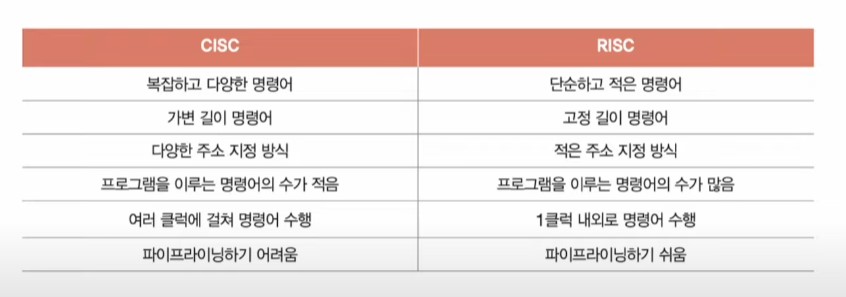 CISC RISC
복잡하고 다양한 명령어 단순하고 적은 명령어
가변 길이 명령어 고정 길이 명령어
다양한 주소 지정 방식 적은 주소 지정 방식
프로그램을 이루는 명령어의 수가 적음 프로그램을 이루는 명령어의 수가 많음
여러 클럭에 걸쳐 명령어 수행 1클럭 내외로 명령어 수행
파이프라이닝하기 어려움 파이프라이닝하기 쉬움